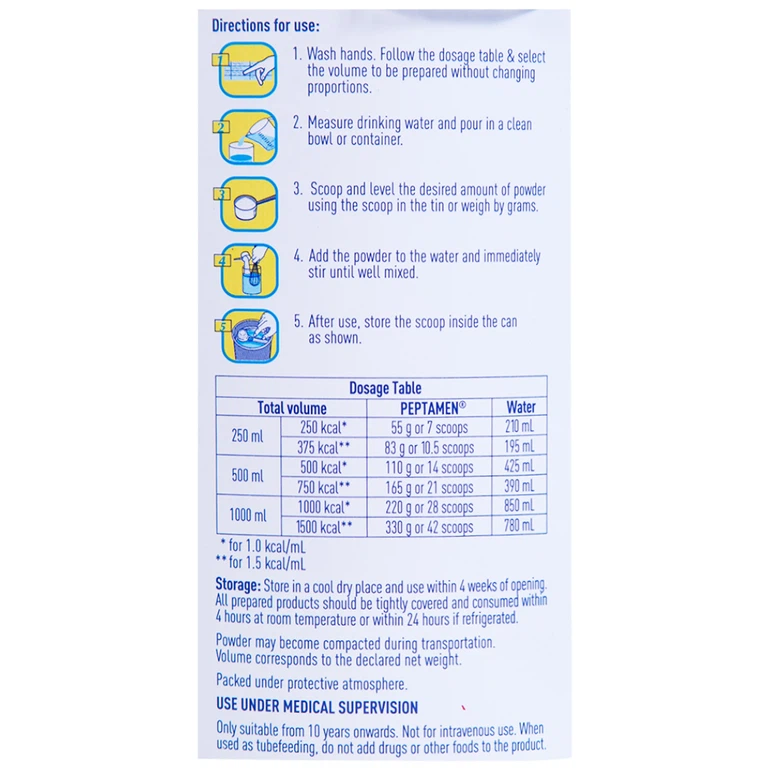 Directions for use:
1
1. Wash hands. Follow the dosage table & select
the volume to be prepared without changing
proportions.
2
2. Measure drinking water and pour in a clean
bowl or container.
3
3. Scoop and level the desired amount of powder
using the scoop in the tin or weigh by grams.
4
4. Add the powder to the water and immediately
stir until well mixed.
5
5. After use, store the scoop inside the can
as shown.
Dosage Table
Total volume PEPTAMEN® Water
250 ml 250 kcal* 55 g or 7 scoops 210 mL
375 kcal** 83 g or 10.5 scoops 195 mL
500 ml 500 kcal* 110 g or 14 scoops 425 mL
750 kcal** 165 g or 21 scoops 390 mL
1000 ml 1000 kcal* 220 g or 28 scoops 850 mL
1500 kcal** 330 g or 42 scoops 780 mL
* for 1.0 kcal/mL
** for 1.5 kcal/mL
Storage: Store in a cool dry place and use within 4 weeks of opening.
All prepared products should be tightly covered and consumed within
4 hours at room temperature or within 24 hours if refrigerated.
Powder may become compacted during transportation.
Volume corresponds to the declared net weight.
Packed under protective atmosphere.
USE UNDER MEDICAL SUPERVISION
Only suitable from 10 years onwards. Not for intravenous use. When
used as tubefeeding, do not add drugs or other foods to the product.